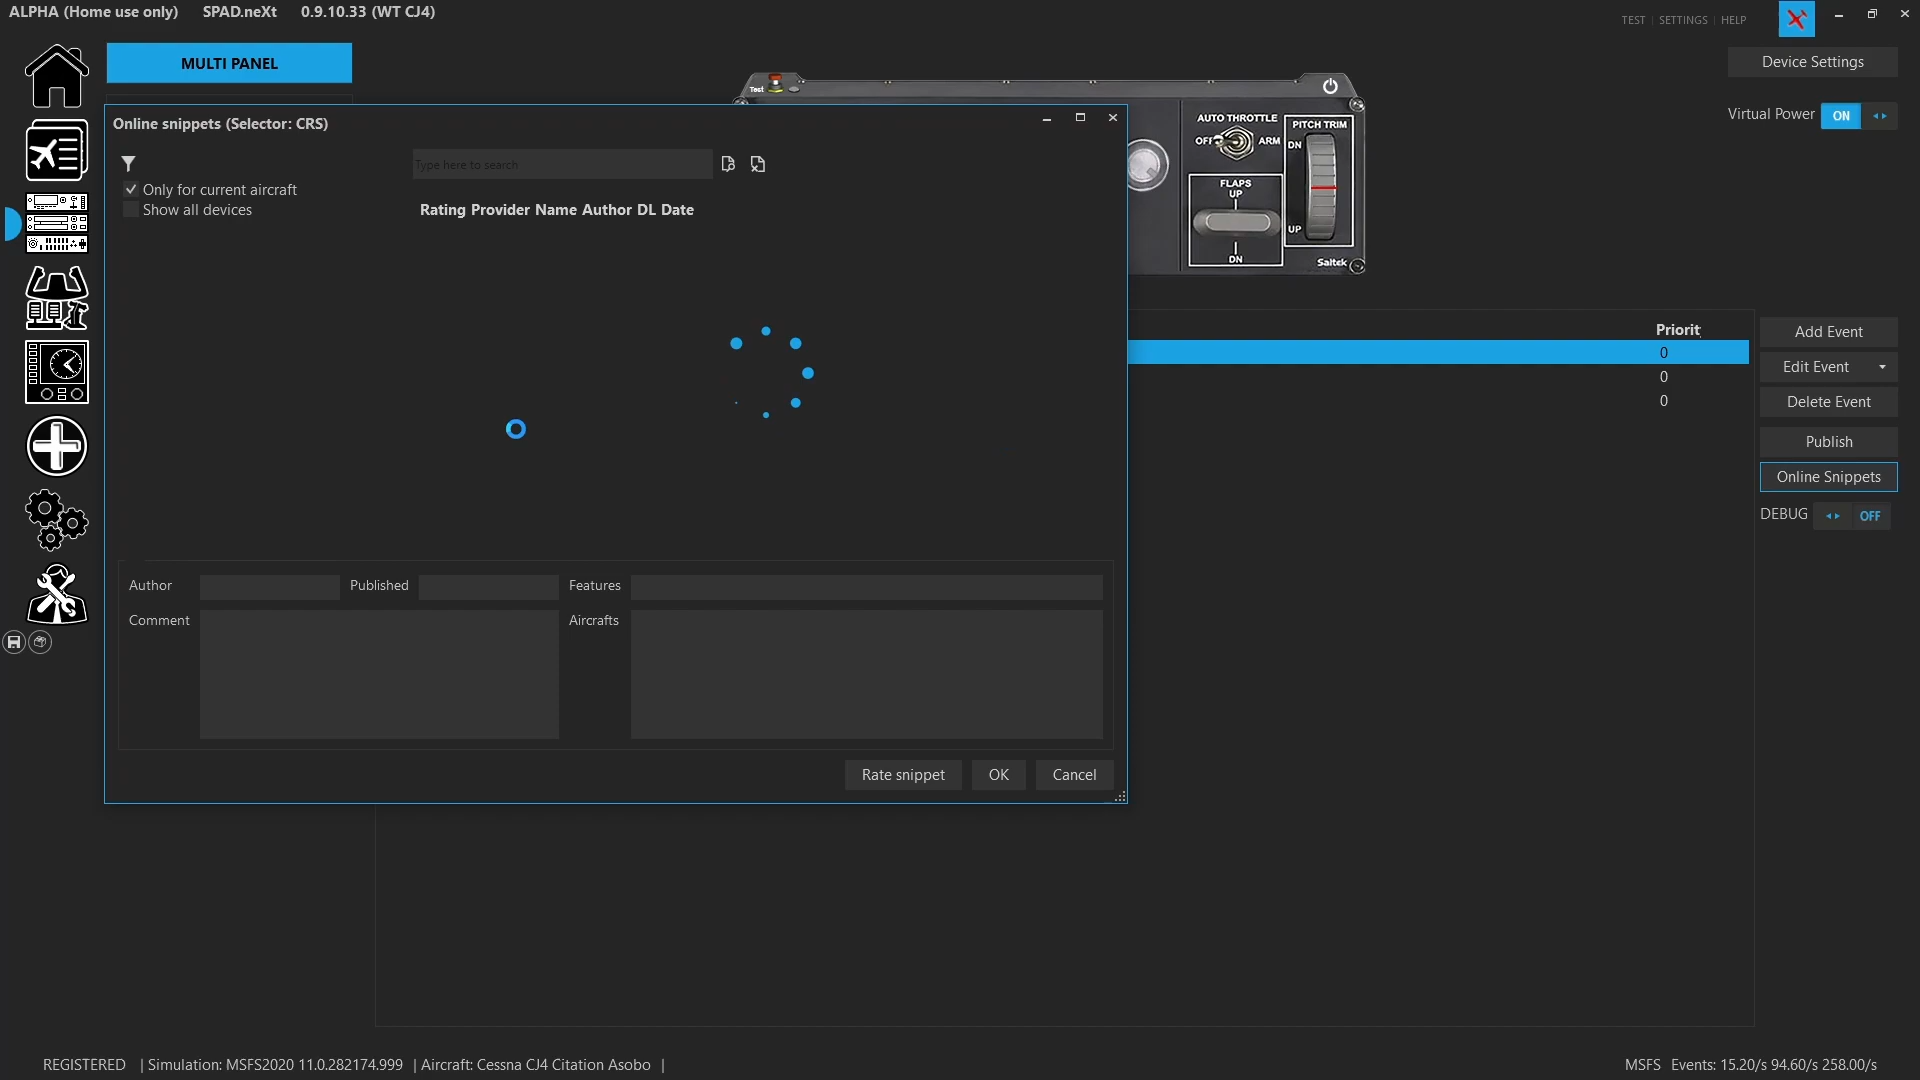 ALPHA (Home use only) SPAD.neXt 0.9.10.33 (WT CJ4)
TEST | SETTINGS | HELP
MULTI PANEL
Device Settings
Test
Virtual Power ON
AUTO THROTTLE
OFF ARM
PITCH TRIM
DN
FLAPS
UP
UP
DN
Saitek
Online snippets (Selector: CRS)
Type here to search
Only for current aircraft
Show all devices
Rating Provider Name Author DL Date
Priorit
0
0
0
Add Event
Edit Event
Delete Event
Publish
Online Snippets
DEBUG OFF
Author Published Features
Comment Aircrafts
Rate snippet OK Cancel
REGISTERED | Simulation: MSFS2020 11.0.282174.999 | Aircraft: Cessna CJ4 Citation Asobo |
MSFS Events: 15.20/s 94.60/s 258.00/s